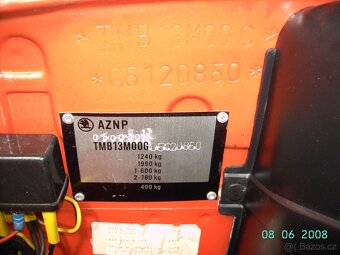 *TMB13M00G
*C5120850*
AZNP
TMB13M00G
1240 kg
1990 kg
1-600 kg
2-780 kg
400 kg
08 06 2008
Bazoš.cz